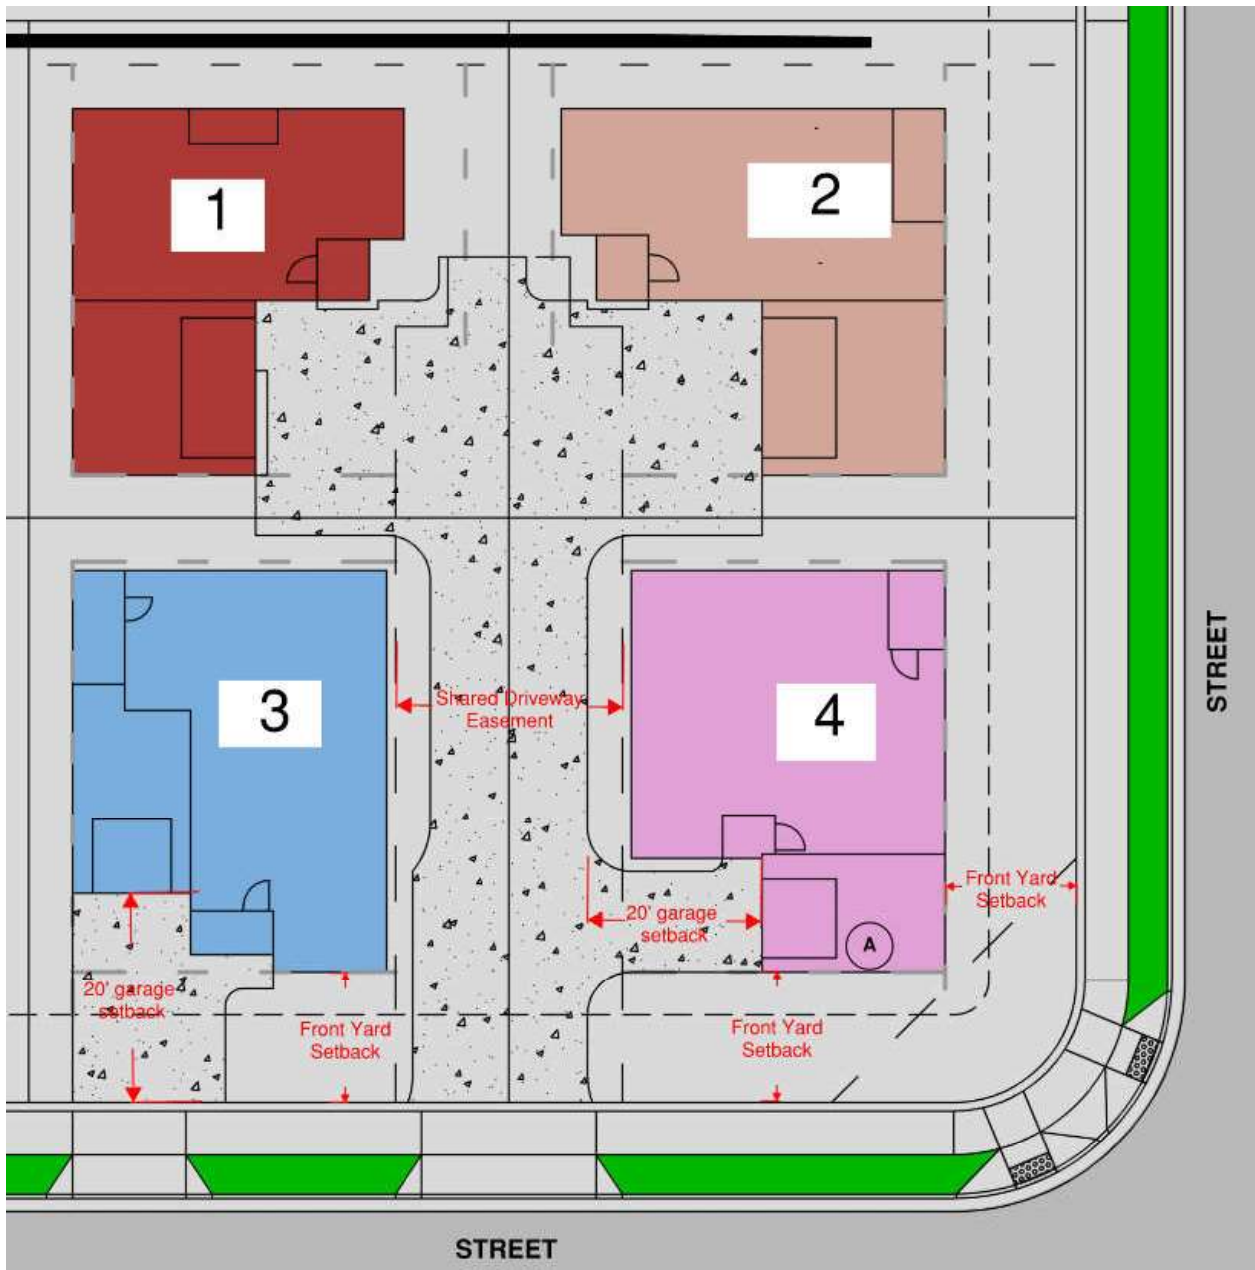 1
2
3
4
Shared Driveway
Easement
STREET
Front Yard
Setback
20' garage
setback
A
20' garage
setback
Front Yard
Setback
Front Yard
Setback
STREET